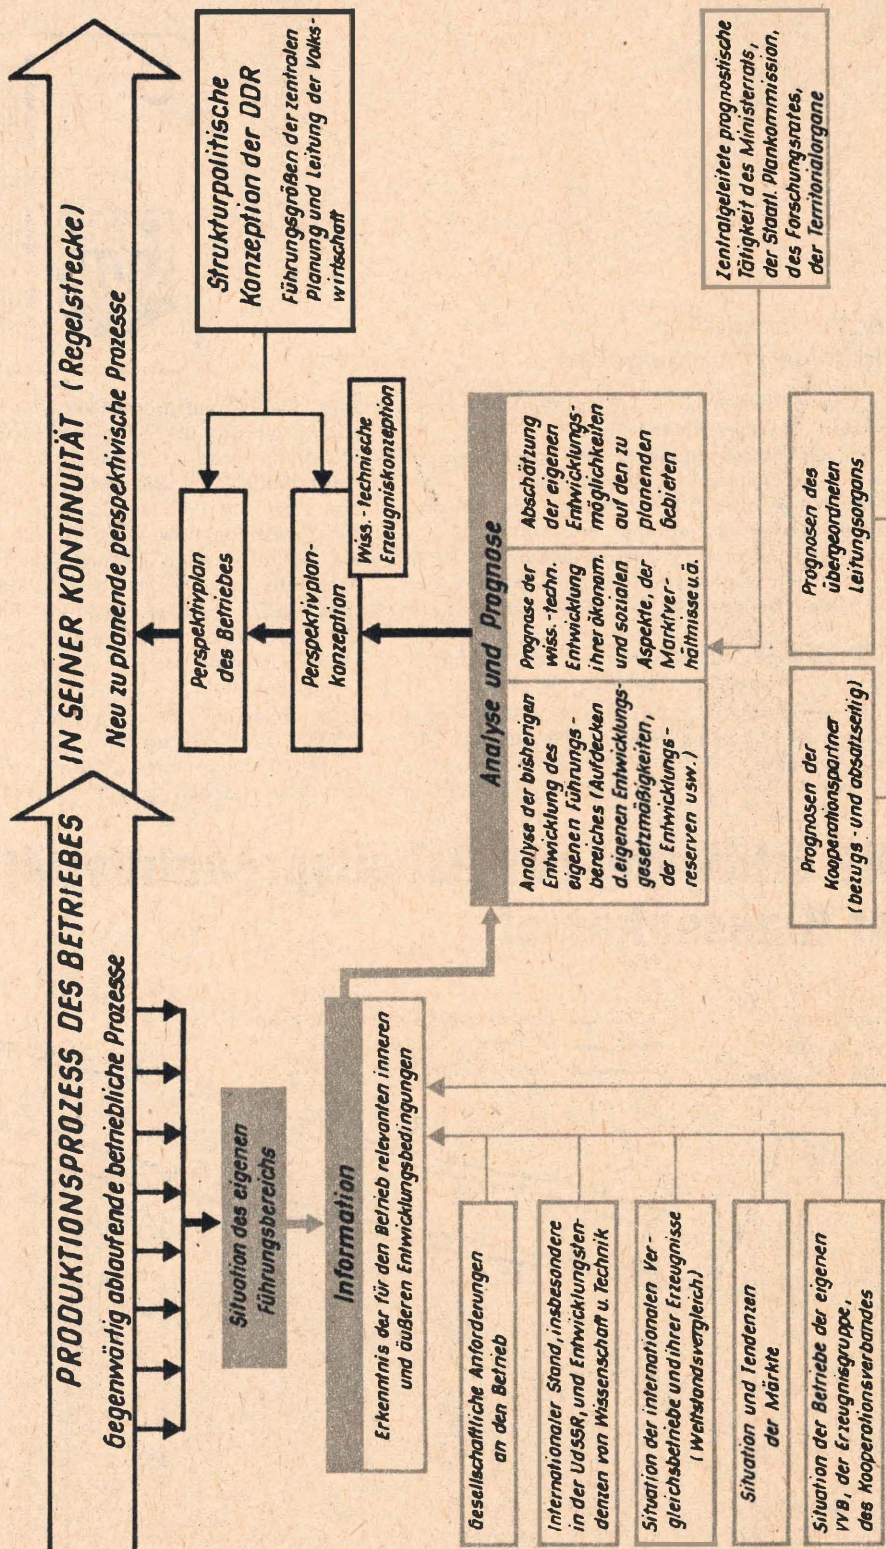 PRODUKTIONSPROZESS DES BETRIEBES IN SEINER KONTINUITÄT (Regelstrecke)
Gegenwärtig ablaufende betriebliche Prozesse
Neu zu planende perspektivische Prozesse
Situation des eigenen
Führungsbereichs
Information
Erkenntnis der für den Betrieb relevanten inneren
und äußeren Entwicklungsbedingungen
Gesellschaftliche Anforderungen
an den Betrieb
Internationaler Stand, insbesondere
in der UdSSR, und Entwicklungsten-
denzen von Wissenschaft u. Technik
Situation der internationalen Ver-
gleichsbetriebe und ihrer Erzeugnisse
(Weltstandsvergleich)
Situation und Tendenzen
der Märkte
Situation der Betriebe der eigenen
VVB, der Erzeugnisgruppe,
des Kooperationsverbandes
Perspektivplan
des Betriebes
Perspektivplan-
konzeption
Wiss.-technische
Erzeugniskonzeption
Strukturpolitische
Konzeption der DDR
Führungsgrößen der zentralen
Planung und Leitung der Volks-
wirtschaft
Analyse und Prognose
Analyse der bisherigen
Entwicklung des
eigenen Führungs-
bereiches (Aufdecken
d. eigenen Entwicklungs-
gesetzmäßigkeiten,
der Entwicklungs-
reserven usw.)
Prognose der
wiss.-techn.
Entwicklung
ihrer ökonom.
und sozialen
Aspekte, der
Marktver-
hältnisse u.ä.
Abschätzung
der eigenen
Entwicklungs-
möglichkeiten
auf den zu
planenden
Gebieten
Zentralgeleitete prognostische
Tätigkeit des Ministerrats,
der Staatl. Plankommission,
des Forschungsrates,
der Territorialorgane
Prognosen der
Kooperationspartner
(bezugs- und absatzseitig)
Prognosen des
übergeordneten
Leitungsorgans